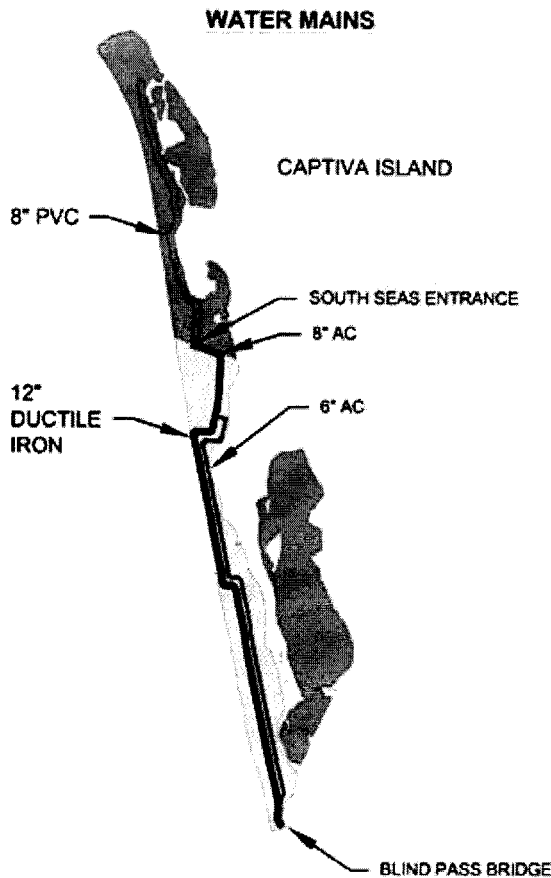 WATER MAINS
CAPTIVA ISLAND
8" PVC
SOUTH SEAS ENTRANCE
8" AC
12"
DUCTILE
IRON
6" AC
BLIND PASS BRIDGE